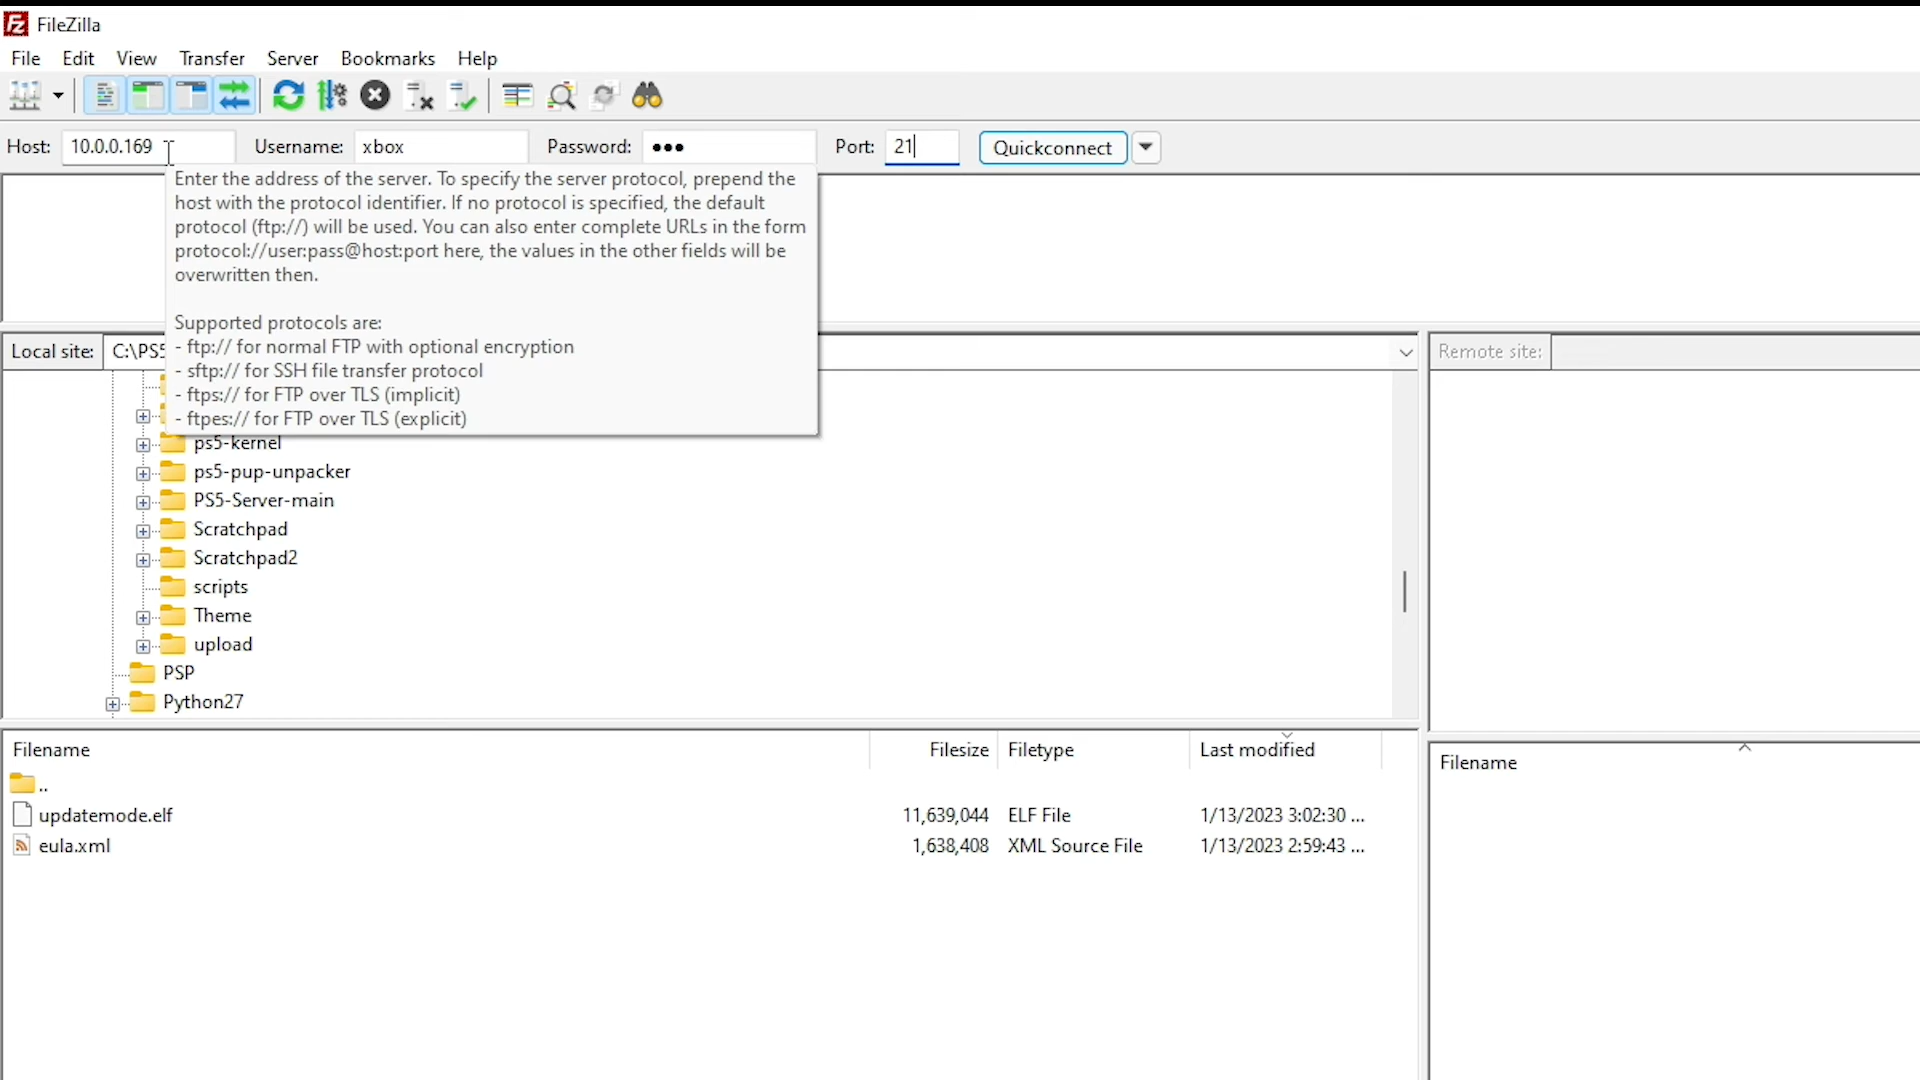 FileZilla
File Edit View Transfer Server Bookmarks Help
Host: 10.0.0.169 Username: xbox Password: ●●● Port: 21 Quickconnect
Enter the address of the server. To specify the server protocol, prepend the
host with the protocol identifier. If no protocol is specified, the default
protocol (ftp://) will be used. You can also enter complete URLs in the form
protocol://user:pass@host:port here, the values in the other fields will be
overwritten then.
Supported protocols are:
- ftp:// for normal FTP with optional encryption
- sftp:// for SSH file transfer protocol
- ftps:// for FTP over TLS (implicit)
- ftpes:// for FTP over TLS (explicit)
Local site: C:\PS5
ps5-kernel
ps5-pup-unpacker
PS5-Server-main
Scratchpad
Scratchpad2
scripts
Theme
upload
PSP
Python27
Filename Filesize Filetype Last modified
..
updatemode.elf 11,639,044 ELF File 1/13/2023 3:02:30 ...
eula.xml 1,638,408 XML Source File 1/13/2023 2:59:43 ...
Remote site:
Filename